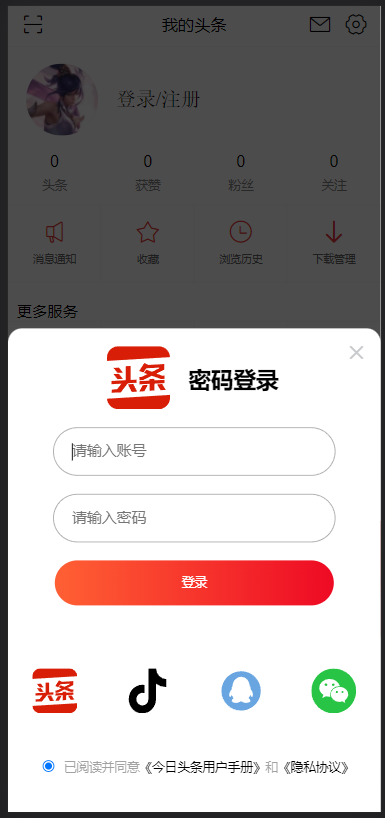 我的头条
登录/注册
0 0 0 0
头条 获赞 粉丝 关注
消息通知 收藏 浏览历史 下载管理
更多服务
头条 密码登录
请输入账号
请输入密码
登录
头条
已阅读并同意《今日头条用户手册》和《隐私协议》